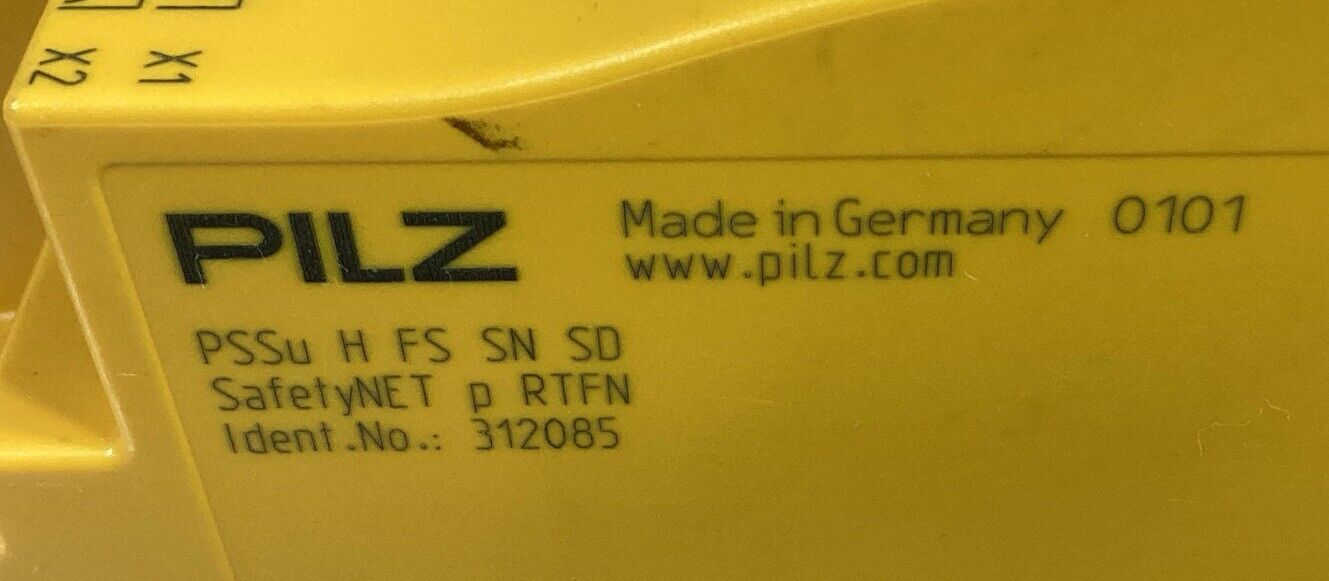 X2 X1
PILZ
Made in Germany 0101
www.pilz.com
PSSu H FS SN SD
SafetyNET p RTFN
Ident.No.: 312085